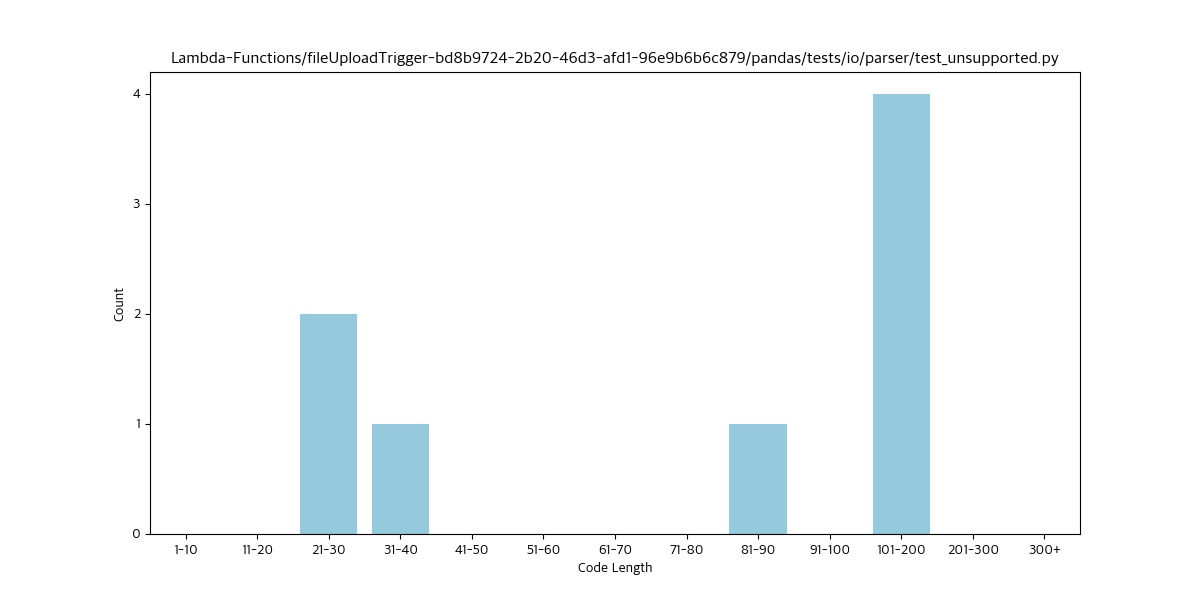 Lambda-Functions/fileUploadTrigger-bd8b9724-2b20-46d3-afd1-96e9b6b6c879/pandas/tests/io/parser/test_unsupported.py
4
3
2
1
0
Count
1-10 11-20 21-30 31-40 41-50 51-60 61-70 71-80 81-90 91-100 101-200 201-300 300+
Code Length